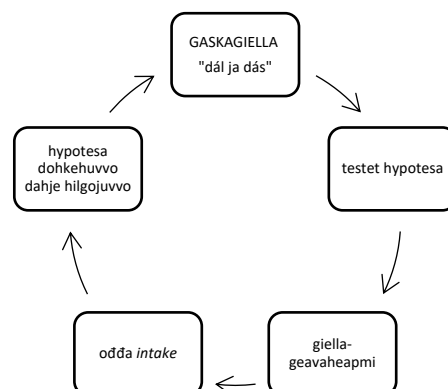 GASKAGIELLA
"dál ja dás"
testet hypotesa
giella-
geavaheapmi
ođđa intake
hypotesa
dohkehuvvo
dahje hilgojuvvo